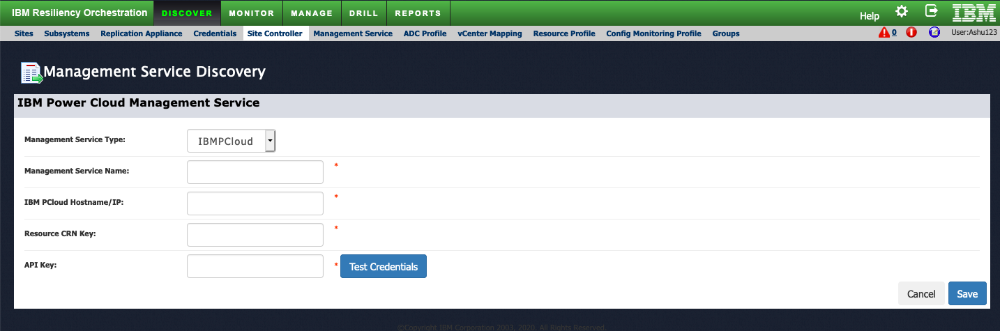 IBM Resiliency Orchestration DISCOVER MONITOR MANAGE DRILL REPORTS Help IBM
Sites Subsystems Replication Appliance Credentials Site Controller Management Service ADC Profile vCenter Mapping Resource Profile Config Monitoring Profile Groups 0 User:Ashu123
Management Service Discovery
IBM Power Cloud Management Service
Management Service Type: IBMPCloud
Management Service Name: *
IBM PCloud Hostname/IP: *
Resource CRN Key: *
API Key: * Test Credentials
Cancel Save
©Copyright IBM Corporation 2003, 2020. All Rights Reserved.